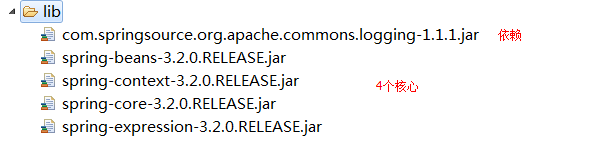 lib
com.springsource.org.apache.commons.logging-1.1.1.jar 依赖
spring-beans-3.2.0.RELEASE.jar
spring-context-3.2.0.RELEASE.jar 4个核心
spring-core-3.2.0.RELEASE.jar
spring-expression-3.2.0.RELEASE.jar